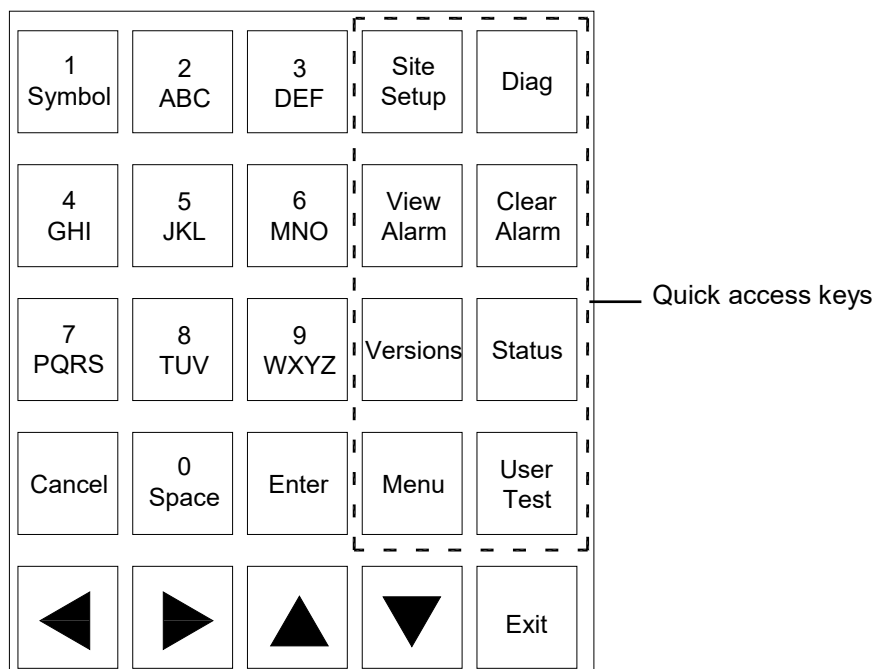 1
Symbol
2
ABC
3
DEF
Site
Setup
Diag
4
GHI
5
JKL
6
MNO
View
Alarm
Clear
Alarm
Quick access keys
7
PQRS
8
TUV
9
WXYZ
Versions
Status
Cancel
0
Space
Enter
Menu
User
Test
Exit